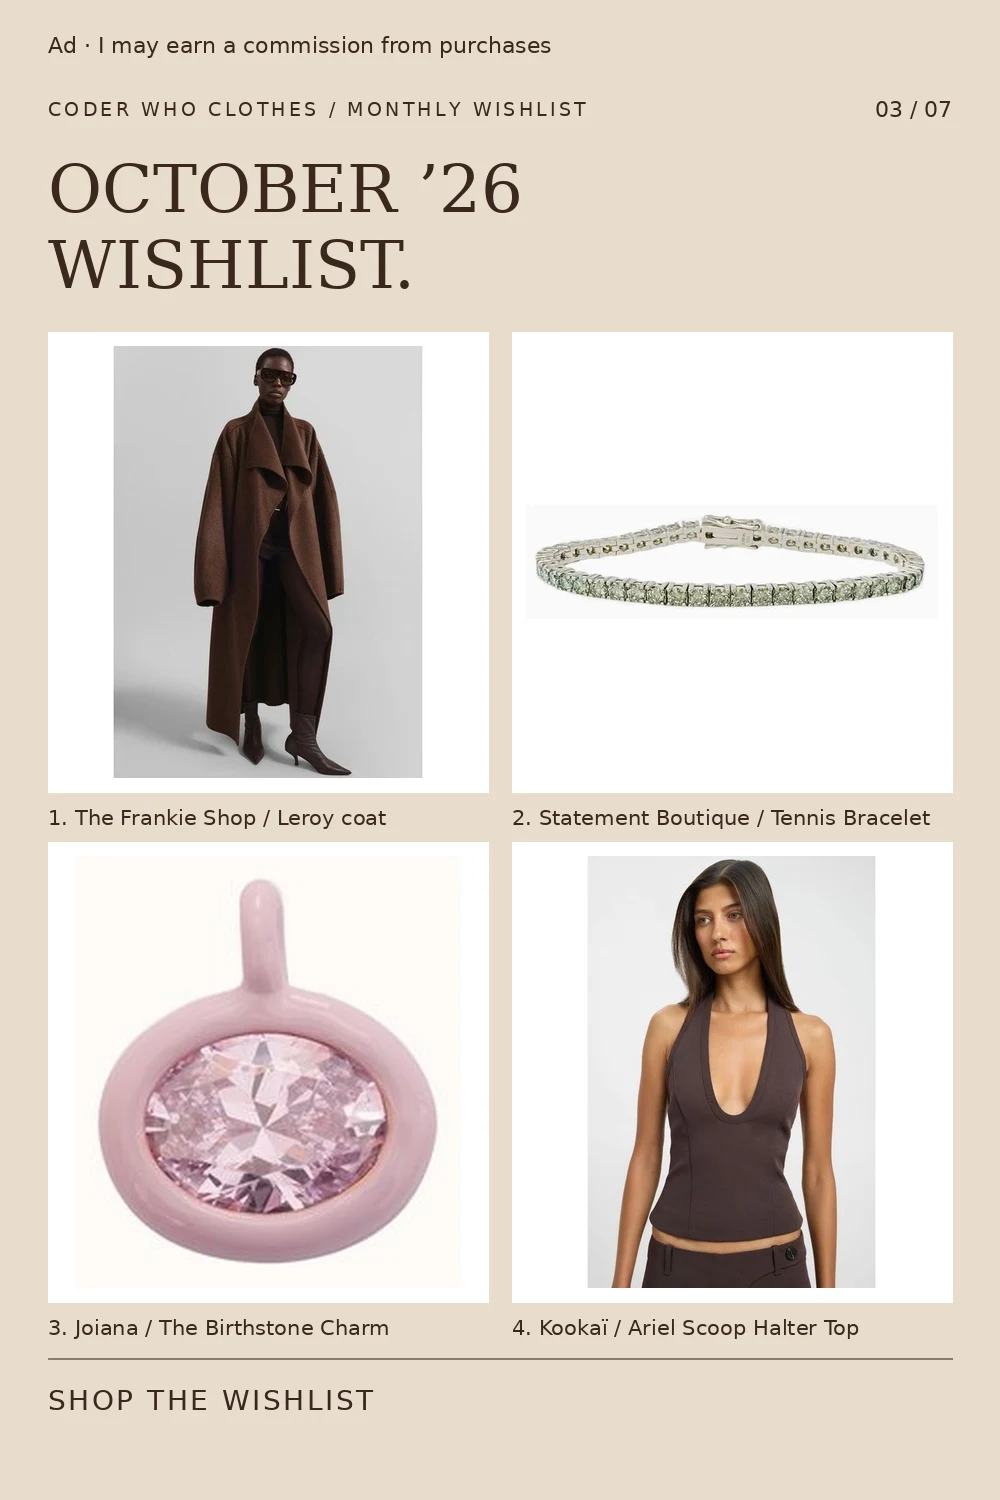 Ad · I may earn a commission from purchases
CODER WHO CLOTHES / MONTHLY WISHLIST
03 / 07
OCTOBER ’26
WISHLIST.
1. The Frankie Shop / Leroy coat
2. Statement Boutique / Tennis Bracelet
3. Joiana / The Birthstone Charm
4. Kookaï / Ariel Scoop Halter Top
SHOP THE WISHLIST